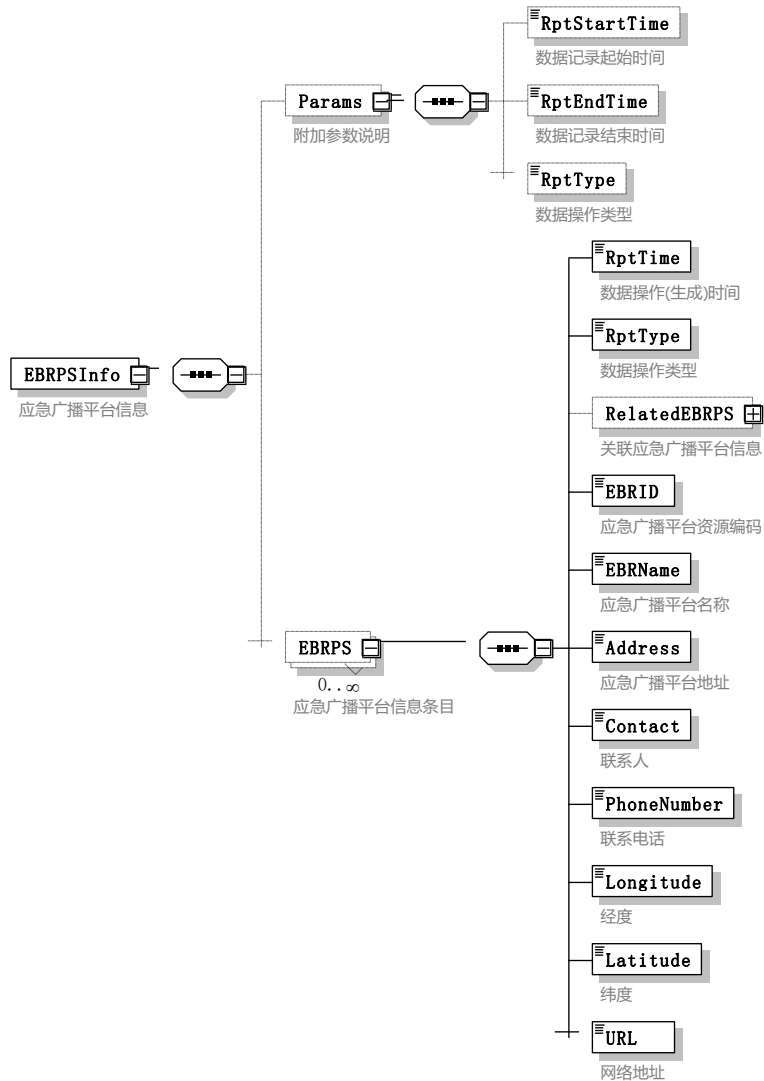 RptStartTime
数据记录起始时间
Params
附加参数说明
RptEndTime
数据记录结束时间
RptType
数据操作类型
EBRPSInfo
应急广播平台信息
RptTime
数据操作(生成)时间
RptType
数据操作类型
RelatedEBRPS
关联应急广播平台信息
EBRID
应急广播平台资源编码
EBRName
应急广播平台名称
EBRPS
0..∞
应急广播平台信息条目
Address
应急广播平台地址
Contact
联系人
PhoneNumber
联系电话
Longitude
经度
Latitude
纬度
URL
网络地址